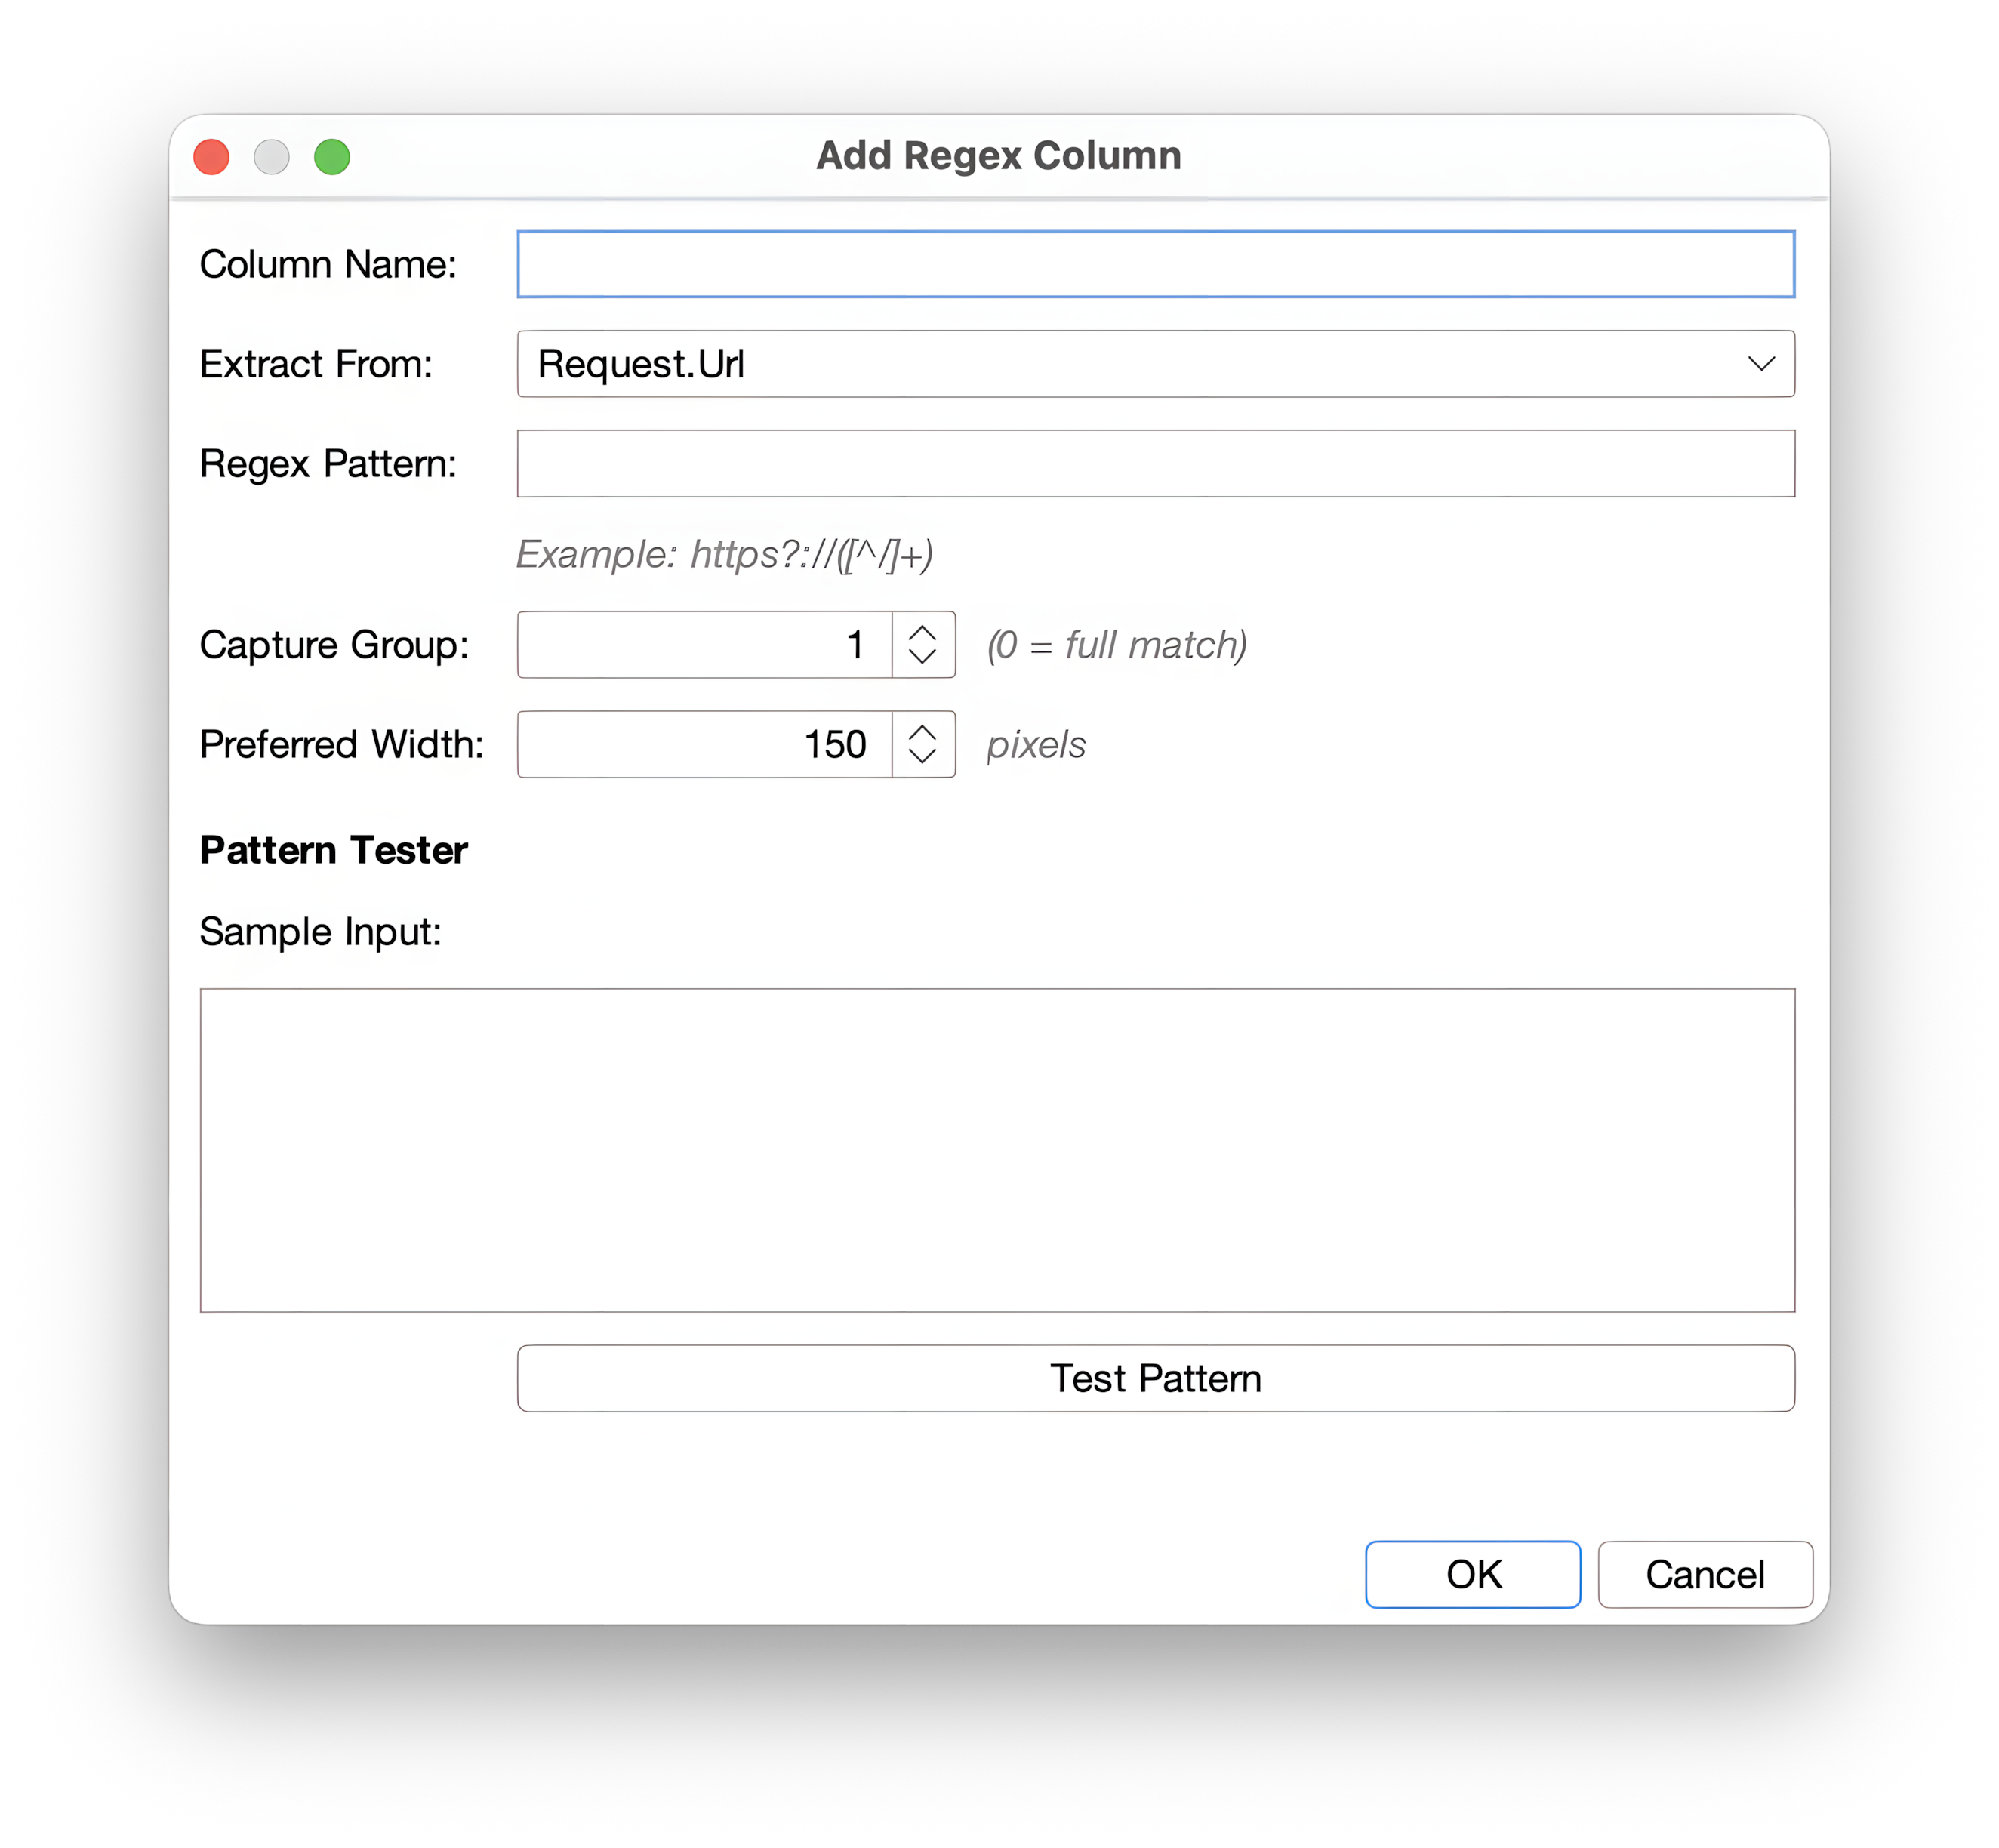 Add Regex Column
Column Name:
Extract From: Request.Url
Regex Pattern:
Example: https?://([^/]+)
Capture Group: 1 (0 = full match)
Preferred Width: 150 pixels
Pattern Tester
Sample Input:
Test Pattern
OK Cancel